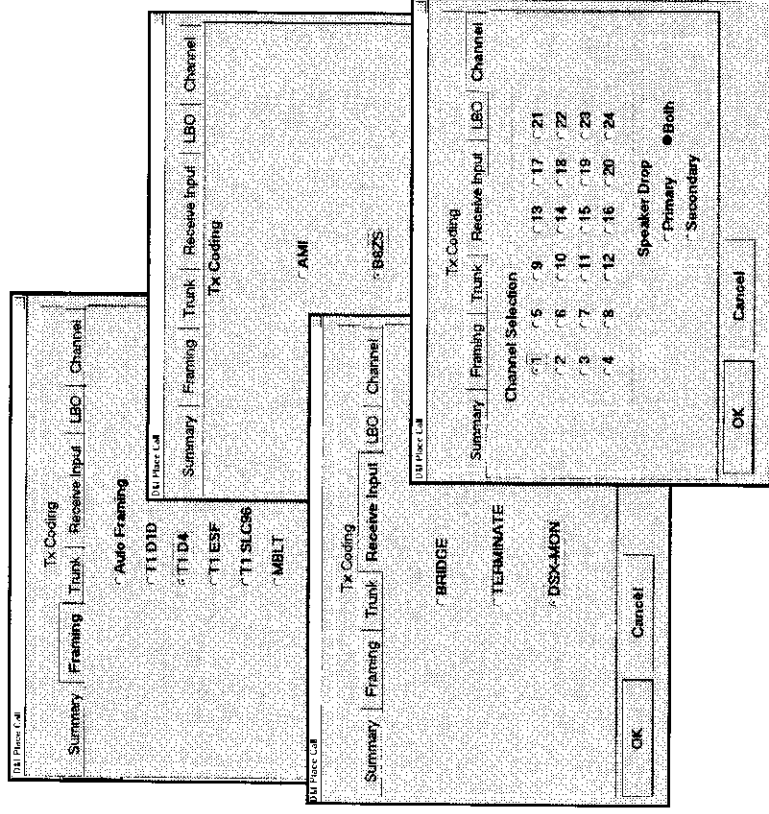 D&I Place Call
Tx Coding
Summary Framing Trunk Receive Input LBO Channel
Auto Framing
T1 D1D
T1 D4
T1 ESF
T1 SLC96
MBLT
D&I Place Call
Summary Framing Trunk Receive Input LBO Channel
Tx Coding
AMI
B8ZS
D&I Place Call
Tx Coding
Summary Framing Trunk Receive Input LBO Channel
BRIDGE
TERMINATE
DSX-MON
OK Cancel
D&I Place Call
Tx Coding
Summary Framing Trunk Receive Input LBO Channel
Channel Selection
1 5 9 13 17 21
2 6 10 14 18 22
3 7 11 15 19 23
4 8 12 16 20 24
Speaker Drop
Primary Both
Secondary
OK Cancel